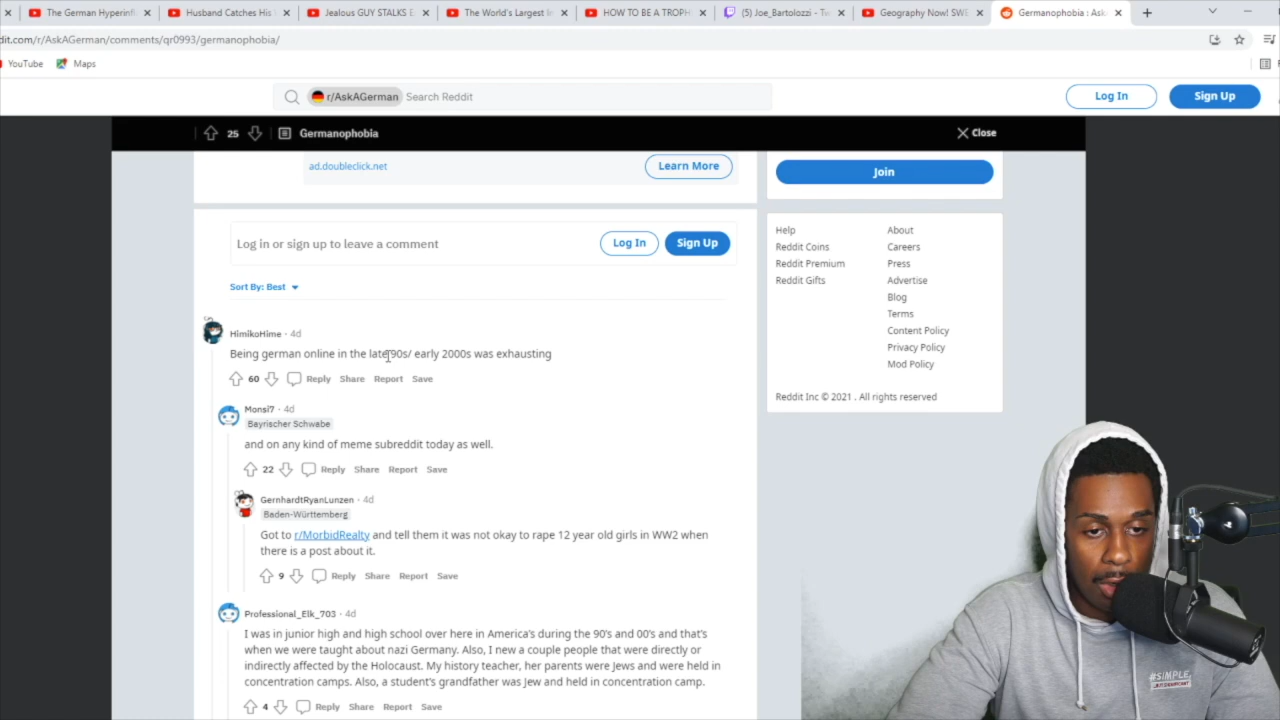 The German Hyperinfl
Husband Catches His
Jealous GUY STALKS E
The World's Largest In
HOW TO BE A TROPH
(5) Joe_Bartolozzi - Tw
Geography Now! SWE
Germanophobia : Ask
dit.com/r/AskAGerman/comments/qr0993/germanophobia/
YouTube Maps
r/AskAGerman Search Reddit
Log In
Sign Up
25 Germanophobia
Close
ad.doubleclick.net
Learn More
Join
Log in or sign up to leave a comment
Log In
Sign Up
Sort By: Best
HimikoHime · 4d
Being german online in the late 90s/ early 2000s was exhausting
60 Reply Share Report Save
Monsi7 · 4d
Bayrischer Schwabe
and on any kind of meme subreddit today as well.
22 Reply Share Report Save
GernhardtRyanLunzen · 4d
Baden-Württemberg
Got to r/MorbidRealty and tell them it was not okay to rape 12 year old girls in WW2 when
there is a post about it.
9 Reply Share Report Save
Professional_Elk_703 · 4d
I was in junior high and high school over here in America's during the 90's and 00's and that's
when we were taught about nazi Germany. Also, I new a couple people that were directly or
indirectly affected by the Holocaust. My history teacher, her parents were Jews and were held in
concentration camps. Also, a student's grandfather was Jew and held in concentration camp.
4 Reply Share Report Save
Help
Reddit Coins
Reddit Premium
Reddit Gifts
About
Careers
Press
Advertise
Blog
Terms
Content Policy
Privacy Policy
Mod Policy
Reddit Inc © 2021 . All rights reserved
#SIMPLE